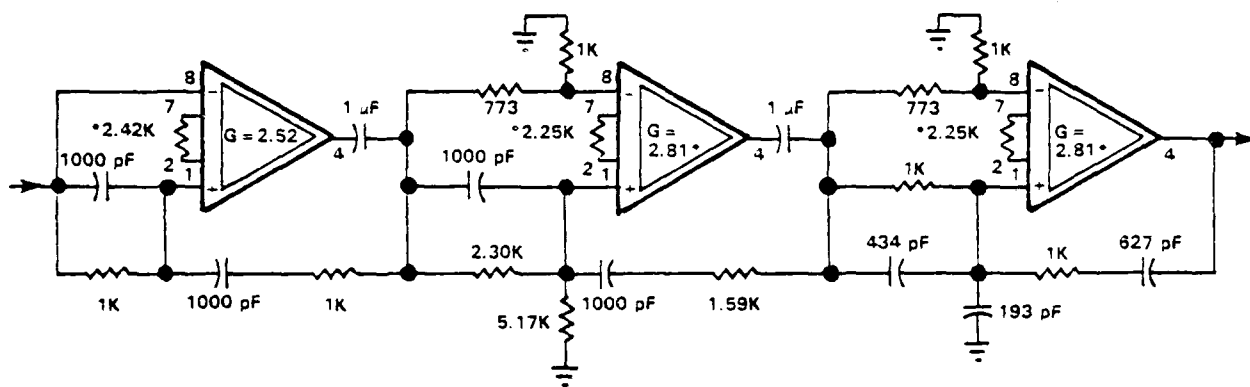 8
−
7
*2.42K
G = 2.52
1000 pF
2
1
+
4
1 µF
1K
1000 pF
1K
1K
8
−
773
7
°2.25K
G =
2.81*
1000 pF
2
1
+
4
1 µF
2.30K
5.17K
1000 pF
1.59K
1K
8
−
773
7
°2.25K
G =
2.81*
1K
2
1
+
4
434 pF
1K
627 pF
193 pF